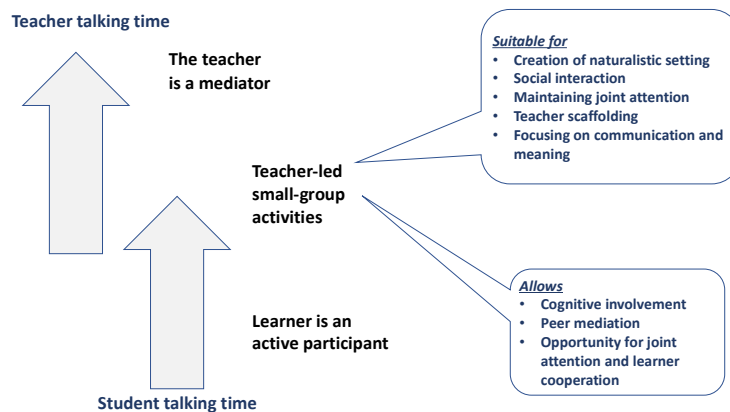 Teacher talking time
The teacher
is a mediator
Teacher-led
small-group
activities
Learner is an
active participant
Student talking time
Suitable for
• Creation of naturalistic setting
• Social interaction
• Maintaining joint attention
• Teacher scaffolding
• Focusing on communication and
meaning
Allows
• Cognitive involvement
• Peer mediation
• Opportunity for joint
attention and learner
cooperation